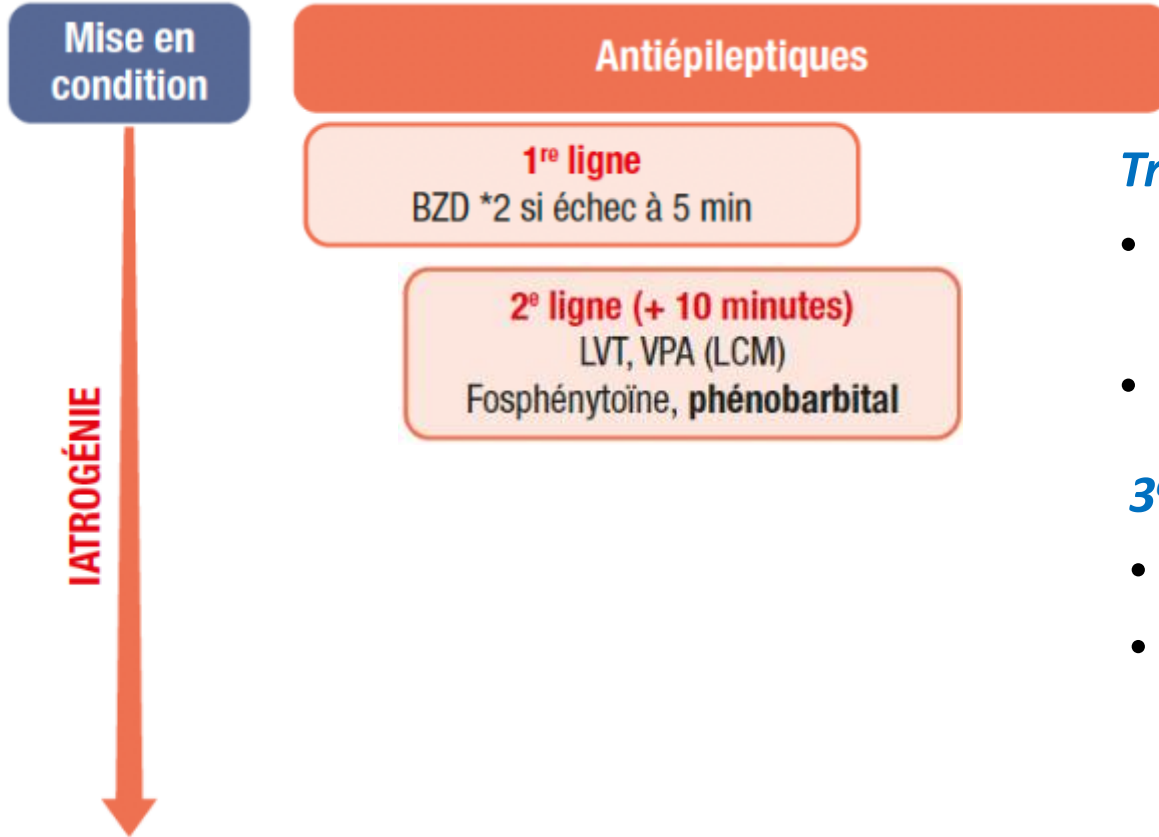 Mise en
condition
Antiépileptiques
1re ligne
BZD *2 si échec à 5 min
2e ligne (+ 10 minutes)
LVT, VPA (LCM)
Fosphénytoïne, phénobarbital
IATROGÉNIE